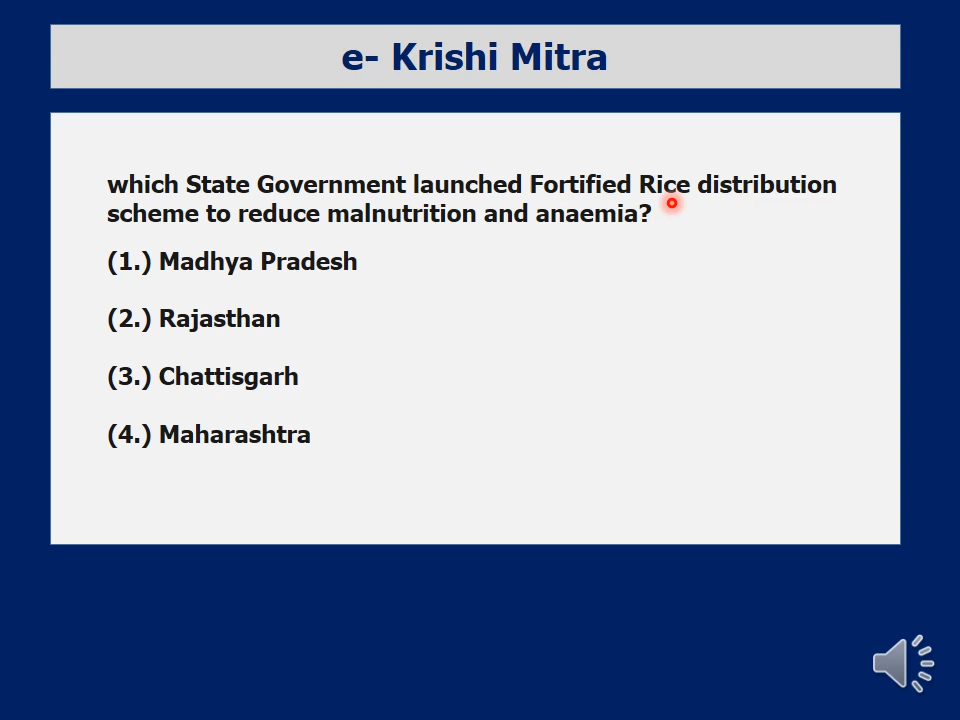 e- Krishi Mitra
which State Government launched Fortified Rice distribution
scheme to reduce malnutrition and anaemia?
(1.) Madhya Pradesh
(2.) Rajasthan
(3.) Chattisgarh
(4.) Maharashtra